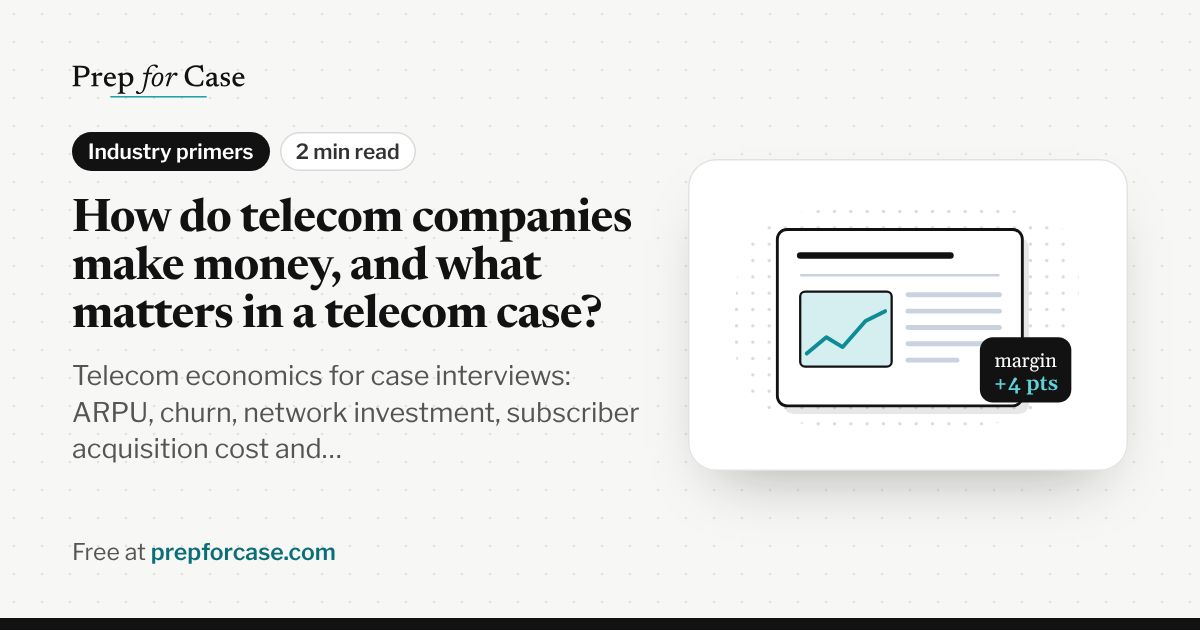 Prep for Case
Industry primers
2 min read
How do telecom companies
make money, and what
matters in a telecom case?
Telecom economics for case interviews:
ARPU, churn, network investment, subscriber
acquisition cost and...
margin
+4 pts
Free at prepforcase.com